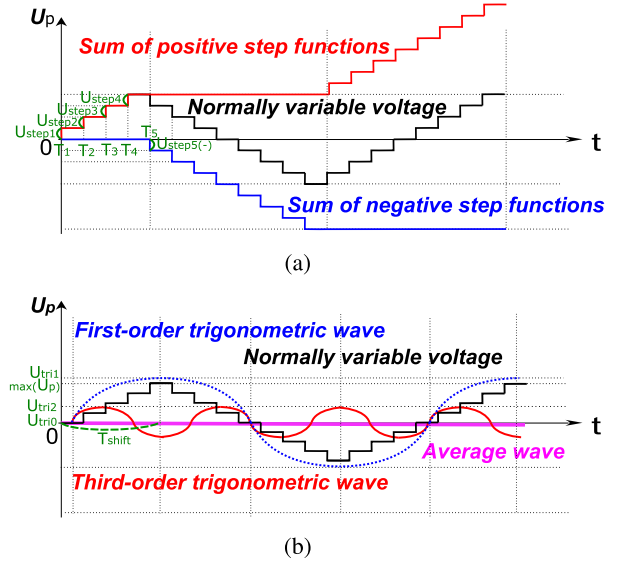 Up
Sum of positive step functions
Ustep4
Ustep3
Normally variable voltage
Ustep2
Ustep1
T5
0
T1 T2 T3 T4
Ustep5(-)
t
Sum of negative step functions
(a)
Up
First-order trigonometric wave
Normally variable voltage
Utri1
max(Up)
Utri2
Utri0
t
0
Tshift
Average wave
Third-order trigonometric wave
(b)